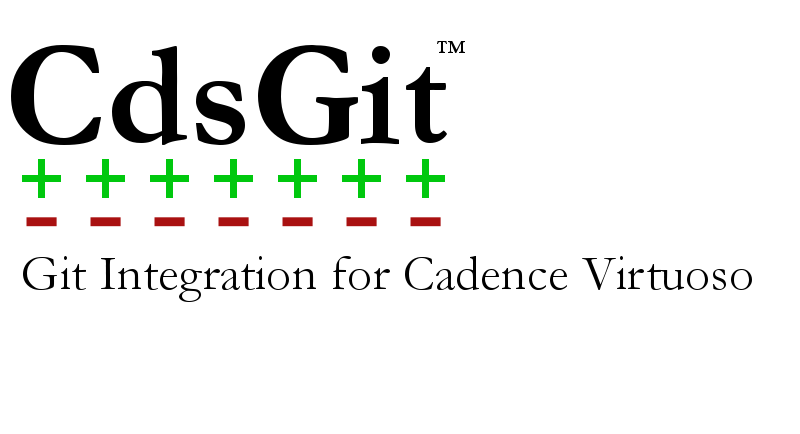 CdsGit™
+ + + + + + +
- - - - - - -
Git Integration for Cadence Virtuoso